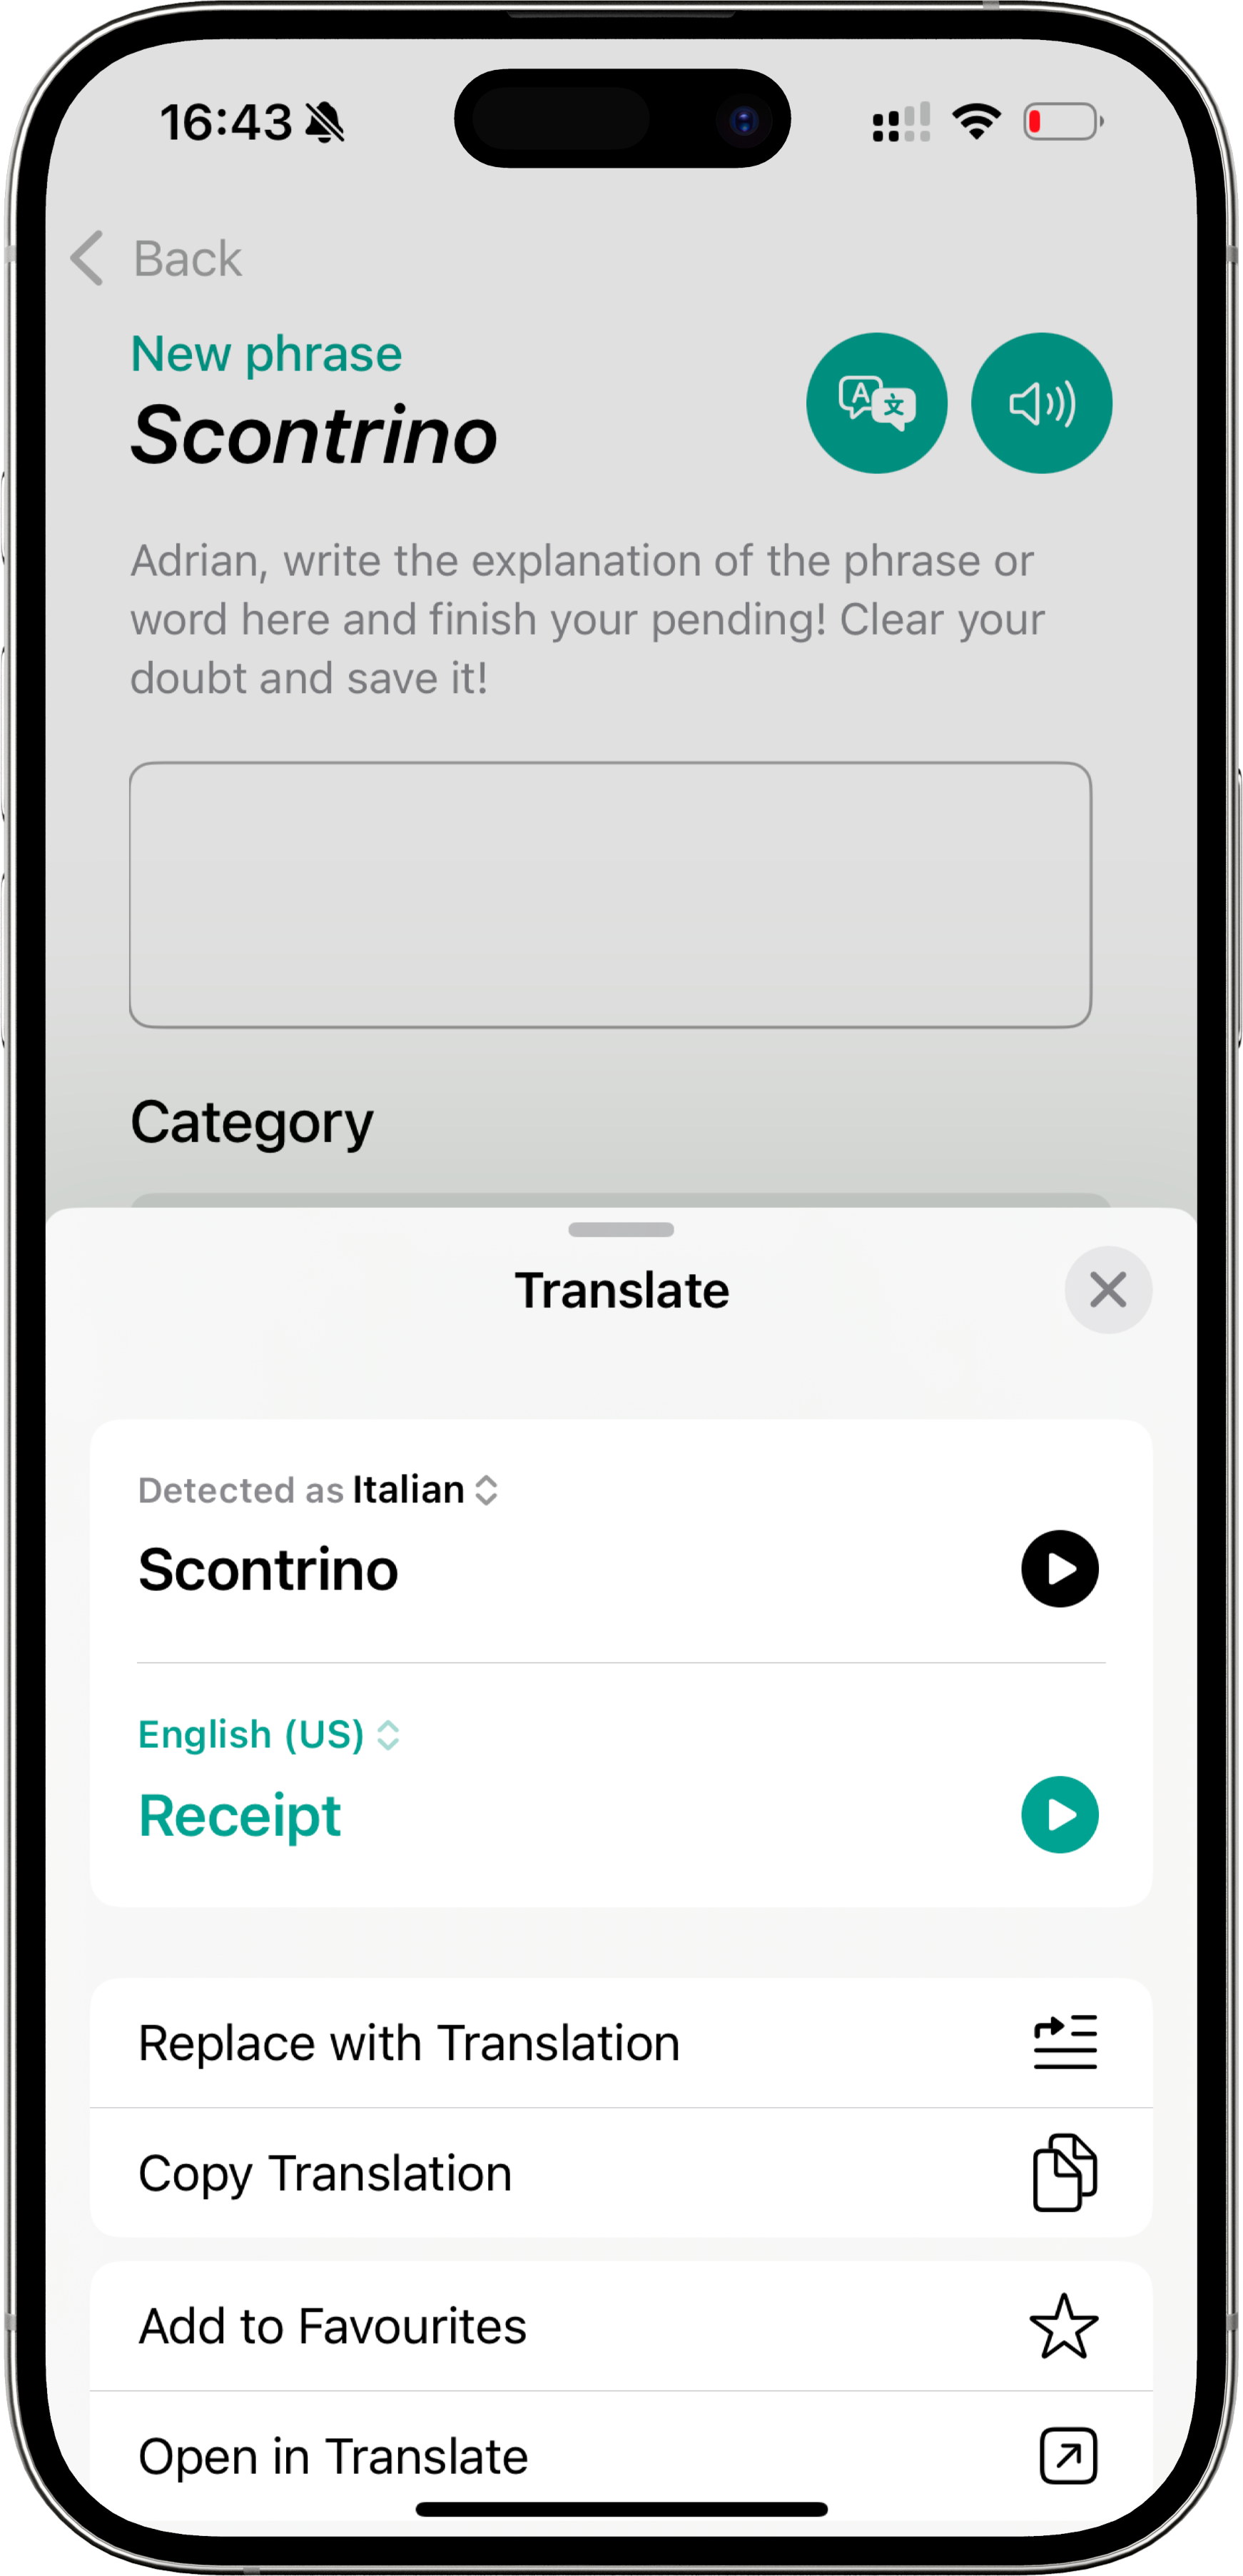 16:43
Back
New phrase
Scontrino
Adrian, write the explanation of the phrase or
word here and finish your pending! Clear your
doubt and save it!
Category
Translate
Detected as Italian
Scontrino
English (US)
Receipt
Replace with Translation
Copy Translation
Add to Favourites
Open in Translate